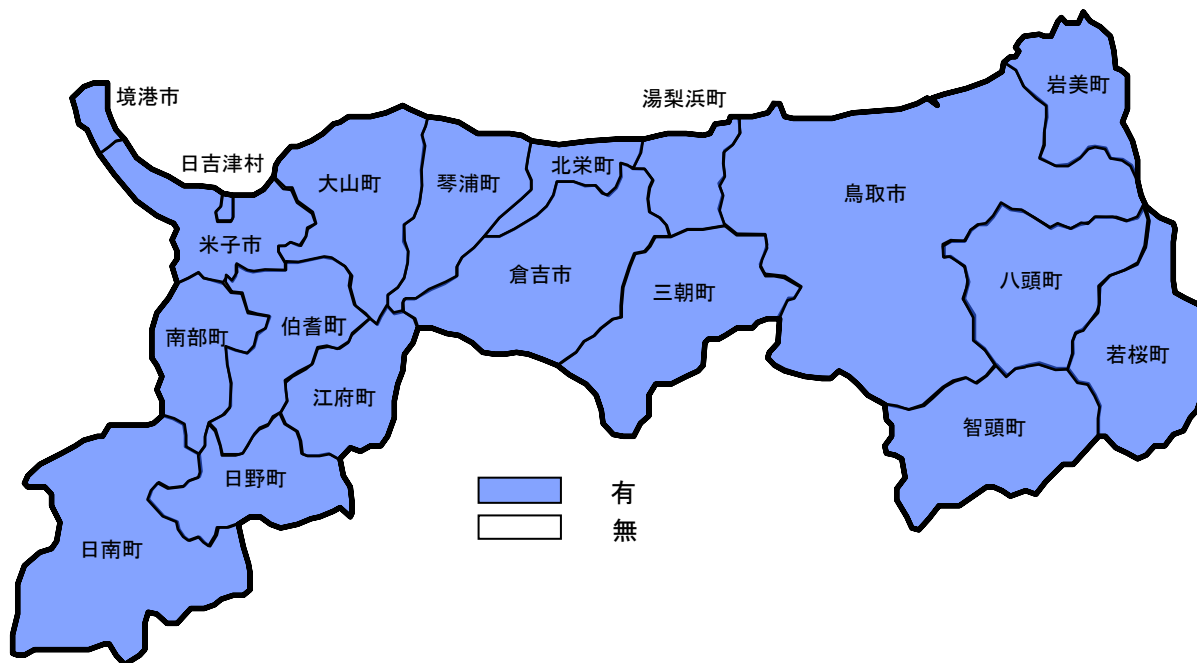 岩美町
境港市
湯梨浜町
日吉津村
北栄町
大山町
琴浦町
鳥取市
米子市
倉吉市
三朝町
八頭町
伯耆町
南部町
若桜町
江府町
智頭町
日野町
有
無
日南町